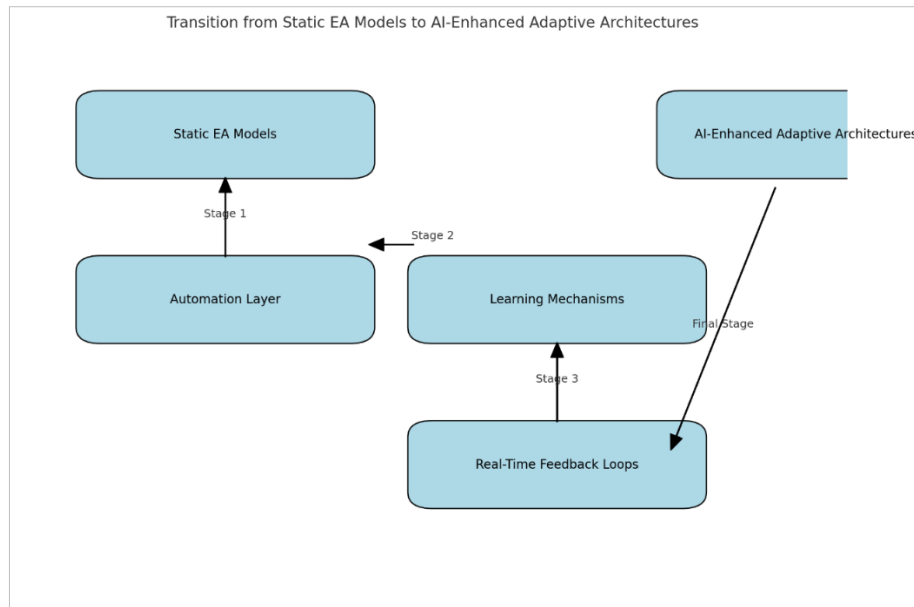 Transition from Static EA Models to AI-Enhanced Adaptive Architectures
Static EA Models
AI-Enhanced Adaptive Architectures
Stage 1
Stage 2
Automation Layer
Learning Mechanisms
Final Stage
Stage 3
Real-Time Feedback Loops